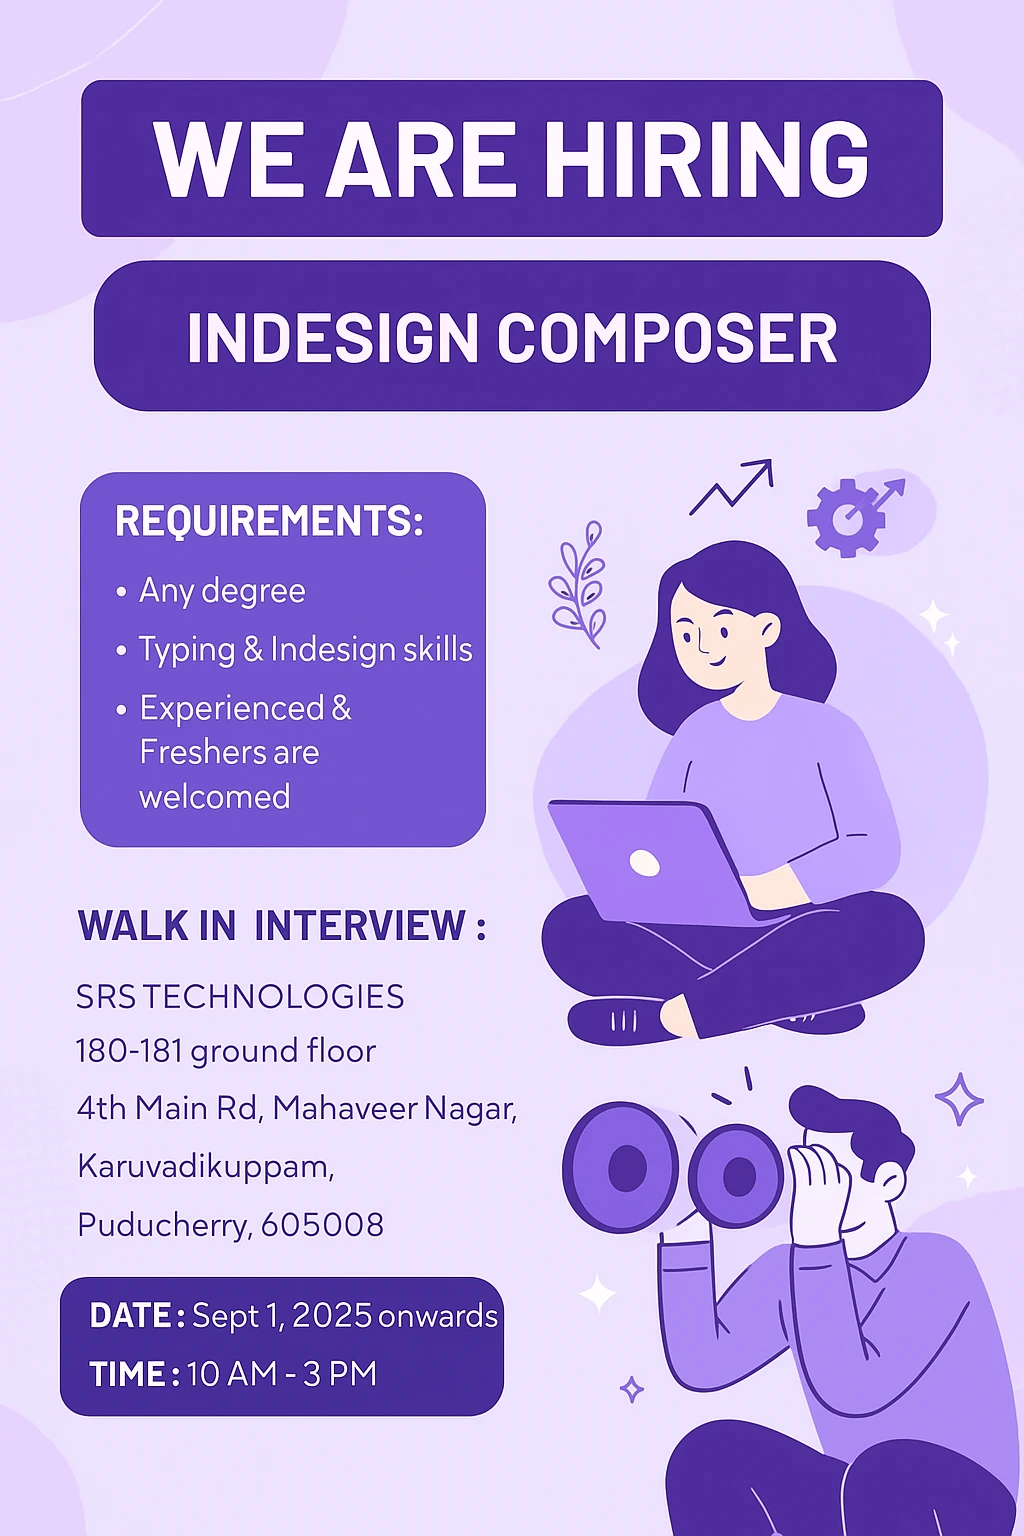 WE ARE HIRING
INDESIGN COMPOSER
REQUIREMENTS:
• Any degree
• Typing & Indesign skills
• Experienced &
Freshers are
welcomed
WALK IN INTERVIEW :
SRS TECHNOLOGIES
180-181 ground floor
4th Main Rd, Mahaveer Nagar,
Karuvadikuppam,
Puducherry, 605008
DATE : Sept 1, 2025 onwards
TIME : 10 AM - 3 PM